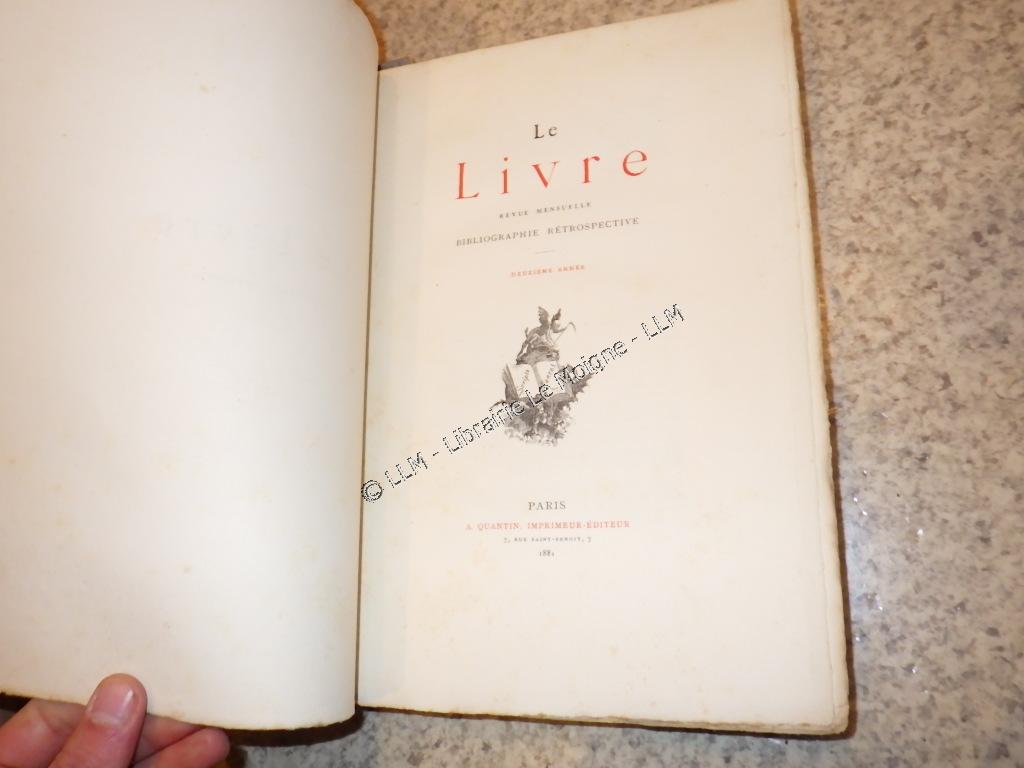 Le
Livre
REVUE MENSUELLE
BIBLIOGRAPHIE RÉTROSPECTIVE
DEUXIÈME ANNÉE
© LLM - Librairie Le Moigne - LLM
PARIS
A. QUANTIN, IMPRIMEUR-ÉDITEUR
7, RUE SAINT-BENOIT, 7
1881